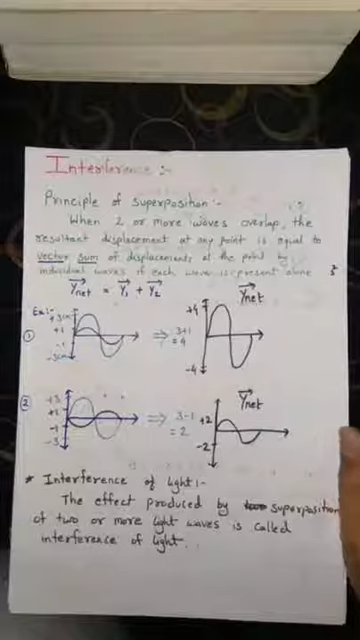 Interference :-
Principle of superposition :-
When 2 or more waves overlap, the
resultant displacement at any point is equal to
vector sum of displacements at the point by
individual waves if each wave is present alone
Ynet = Y1 + Y2
Ex:-
1
+3cm
+1
-1
-3cm
⇒ 3+1
= 4
+4
-4
Ynet
2
+3
+1
-1
-3
⇒ 3-1
= 2
+2
-2
Ynet
* Interference of light :-
The effect produced by superposition
of two or more light waves is called
interference of light.